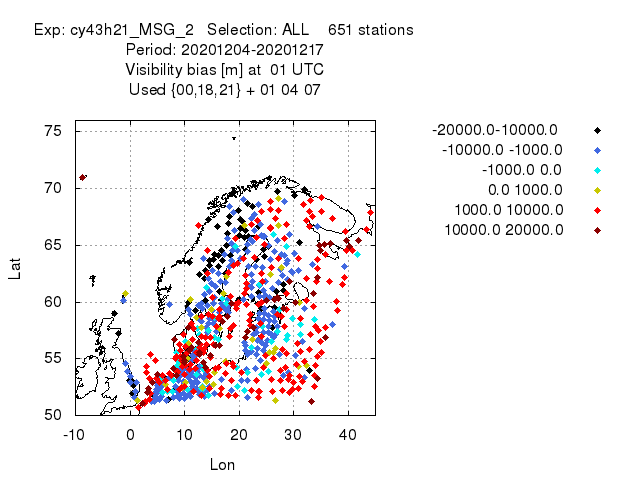 Exp: cy43h21_MSG_2 Selection: ALL 651 stations
Period: 20201204-20201217
Visibility bias [m] at 01 UTC
Used {00,18,21} + 01 04 07
-20000.0-10000.0
-10000.0 -1000.0
-1000.0 0.0
0.0 1000.0
1000.0 10000.0
10000.0 20000.0
75
70
65
60
55
50
Lat
-10 0 10 20 30 40
Lon